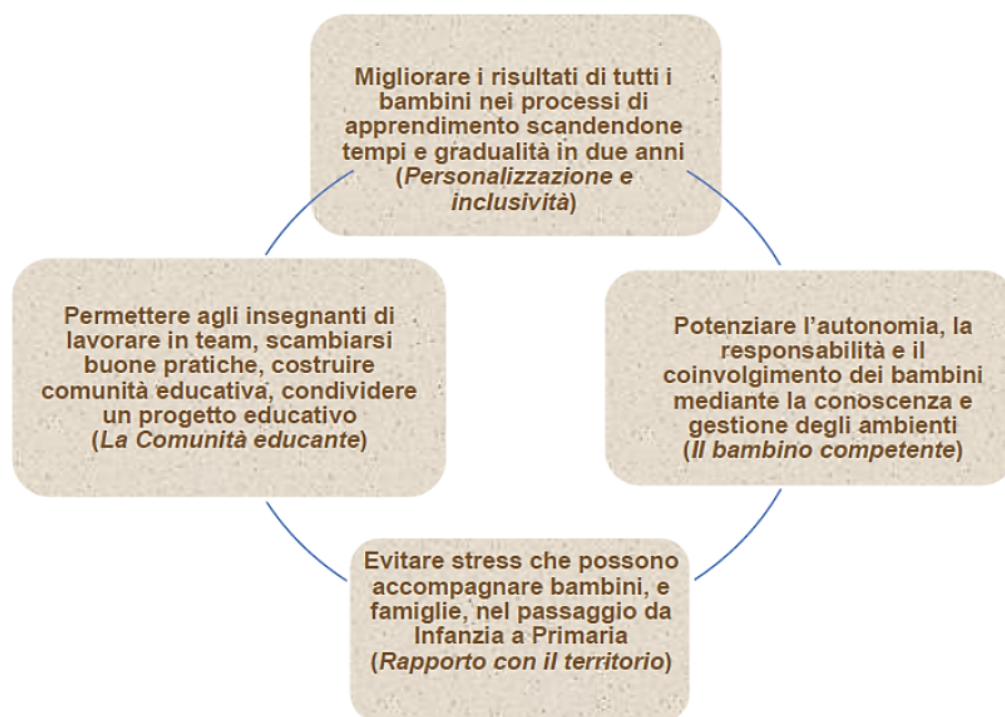 Migliorare i risultati di tutti i
bambini nei processi di
apprendimento scandendone
tempi e gradualità in due anni
(Personalizzazione e
inclusività)
Permettere agli insegnanti di
lavorare in team, scambiarsi
buone pratiche, costruire
comunità educativa, condividere
un progetto educativo
(La Comunità educante)
Potenziare l'autonomia, la
responsabilità e il
coinvolgimento dei bambini
mediante la conoscenza e
gestione degli ambienti
(Il bambino competente)
Evitare stress che possono
accompagnare bambini, e
famiglie, nel passaggio da
Infanzia a Primaria
(Rapporto con il territorio)